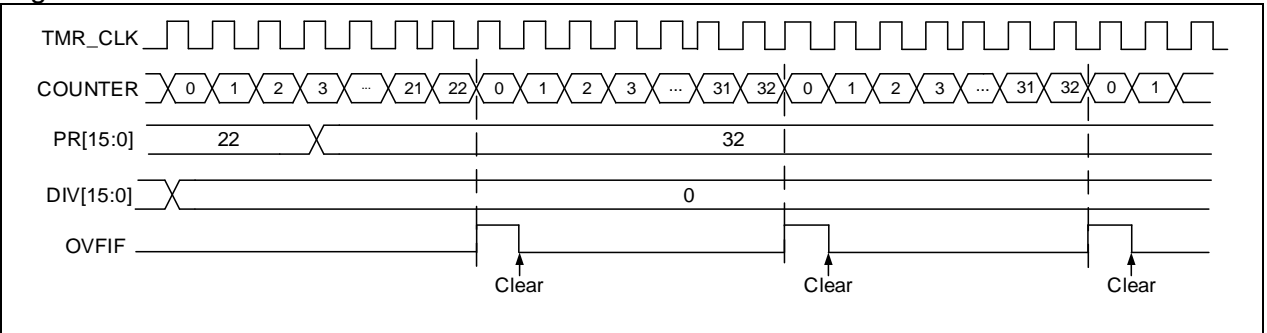 TMR_CLK
COUNTER 0 1 2 3 ... 21 22 0 1 2 3 ... 31 32 0 1 2 3 ... 31 32 0 1
PR[15:0] 22 32
DIV[15:0] 0
OVFIF
Clear Clear Clear